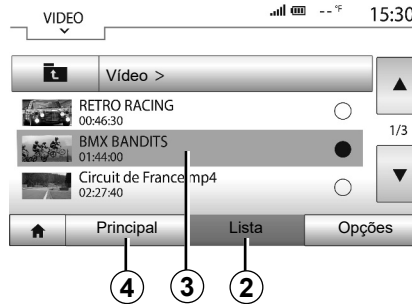 VIDEO
-- °F
15:30
Vídeo >
RETRO RACING
00:46:30
BMX BANDITS
01:44:00
1/3
Circuit de France.mp4
02:27:40
Principal
Lista
Opções
4
3
2